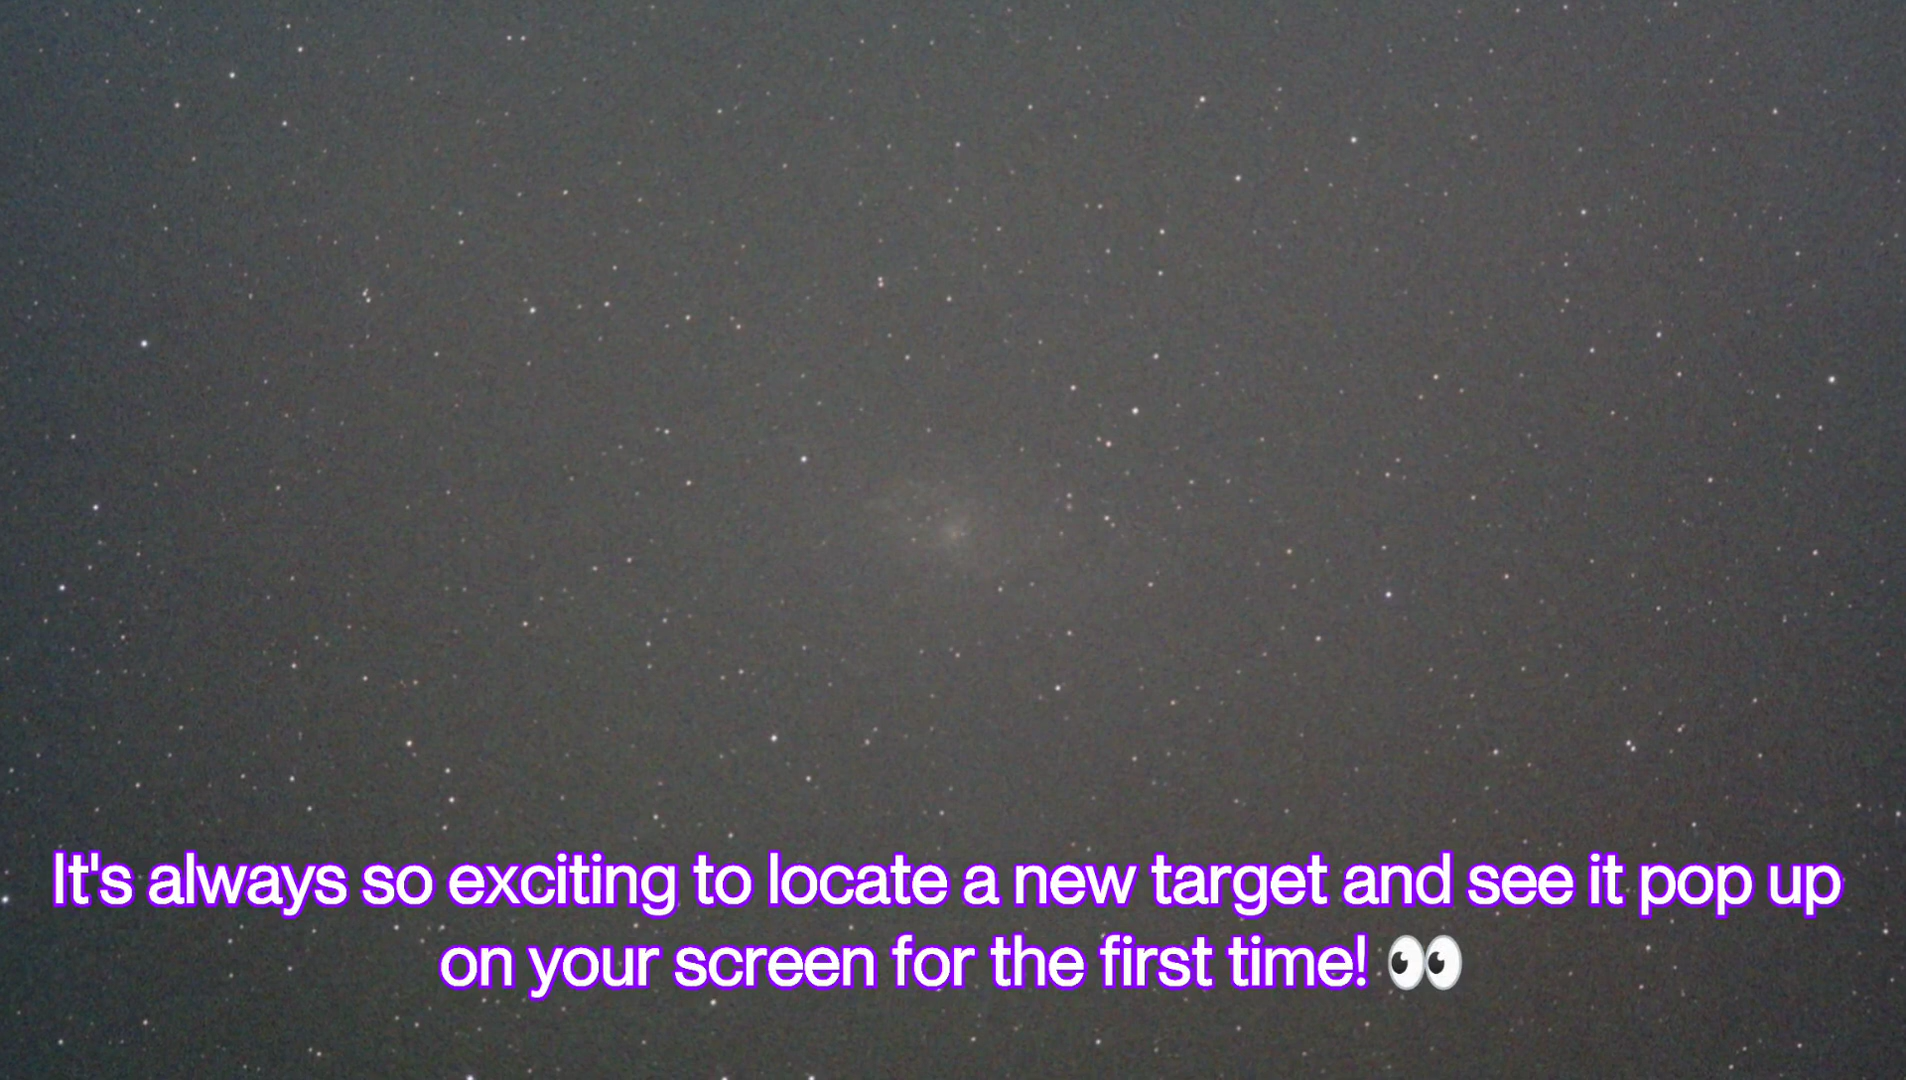 It's always so exciting to locate a new target and see it pop up
on your screen for the first time! 👀